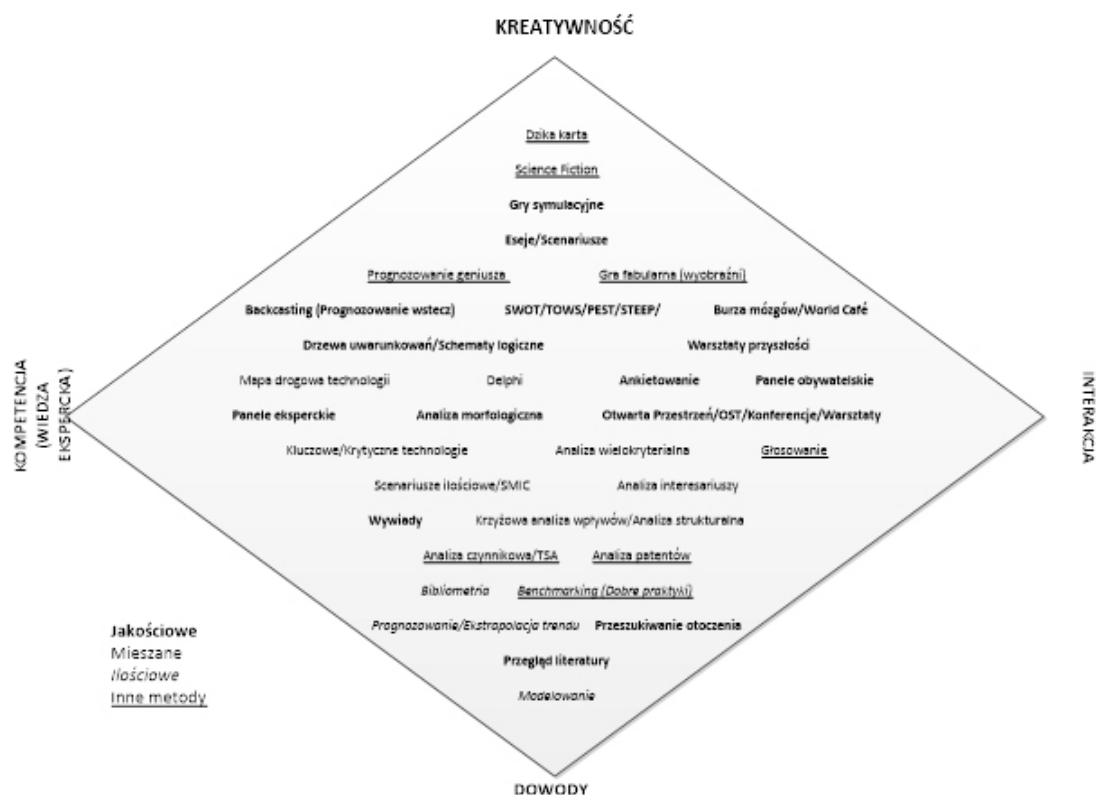 KREATYWNOŚĆ
Dzika karta
Science Fiction
Gry symulacyjne
Eseje/Scenariusze
Prognozowanie geniusza Gra fabularna (wyobraźni)
Backcasting (Prognozowanie wstecz) SWOT/TOWS/PEST/STEEP/ Burza mózgów/World Café
Drzewa uwarunkowań/Schematy logiczne Warsztaty przyszłości
Mapa drogowa technologii Delphi Ankietowanie Panele obywatelskie
KOMPETENCJA
(WIEDZA
EKSPERCKA)
INTERAKCJA
Panele eksperckie Analiza morfologiczna Otwarta Przestrzeń/OST/Konferencje/Warsztaty
Kluczowe/Krytyczne technologie Analiza wielokryterialna Głosowanie
Scenariusze ilościowe/SMIC Analiza interesariuszy
Wywiady Krzyżowa analiza wpływów/Analiza strukturalna
Analiza czynnikowa/TSA Analiza patentów
Bibliometria Benchmarking (Dobre praktyki)
Prognozowanie/Ekstrapolacja trendu Przeszukiwanie otoczenia
Przegląd literatury
Modelowanie
Jakościowe
Mieszane
Ilościowe
Inne metody
DOWODY